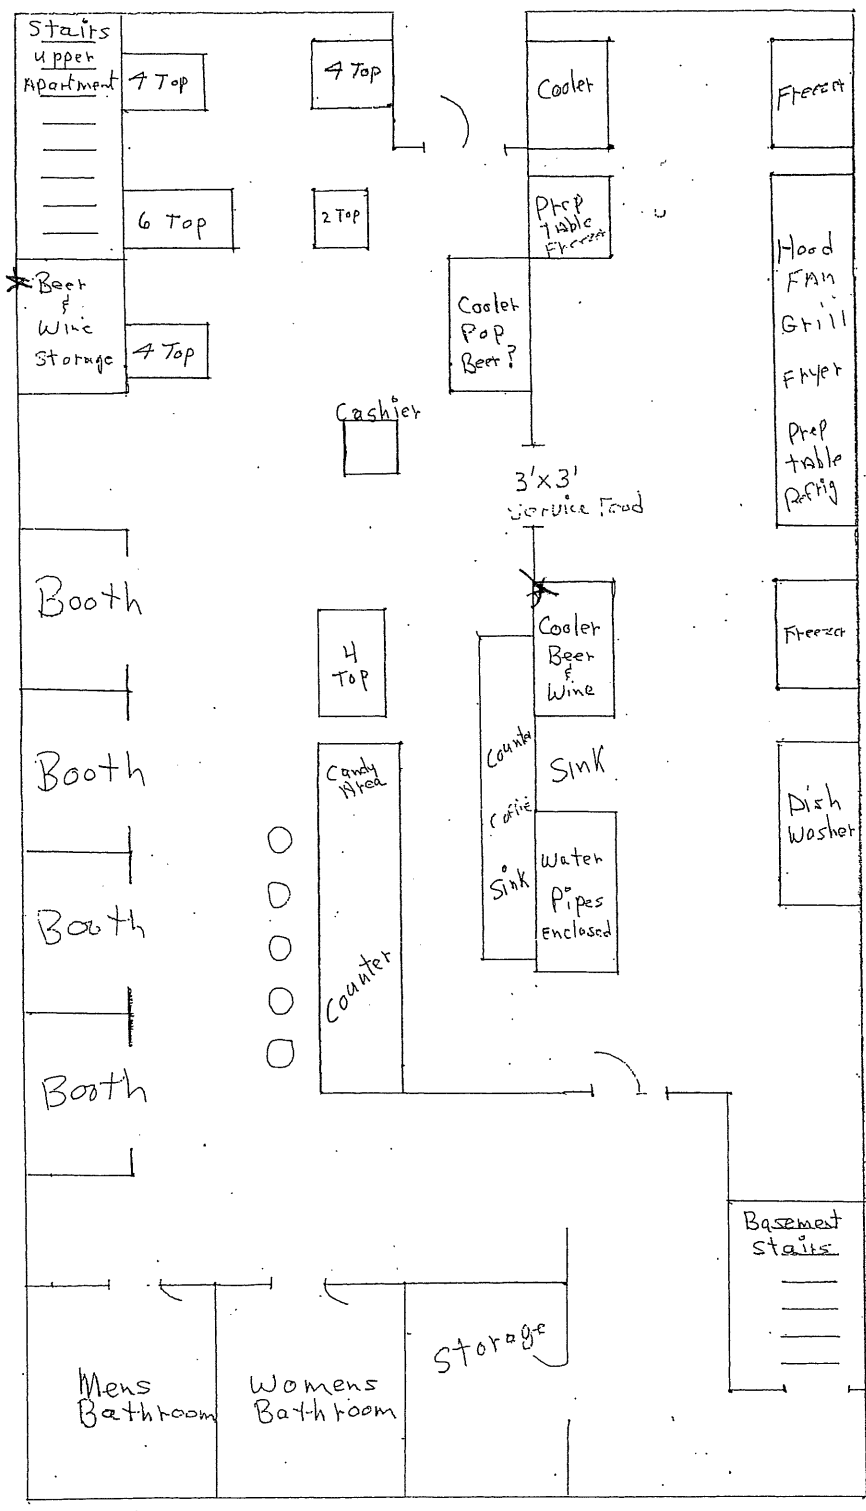 Stairs
Upper
Apartment
4 Top
4 Top
Cooler
Freezer
6 Top
2 Top
Prep
Table
Freezer
Beer
&
Wine
Storage
4 Top
Cooler
Pop
Beer?
Hood
FAN
Grill
Fryer
Prep
table
Refrig
Cashier
3'x3'
Service Food
Booth
4
Top
Cooler
Beer
&
Wine
Freezer
Booth
Candy
Area
Counter
Coffie
Sink
Sink
Dish
Washer
Water
Pipes
Enclosed
Booth
Counter
Booth
Basement
Stairs
Mens
Bathroom
Womens
Bathroom
Storage